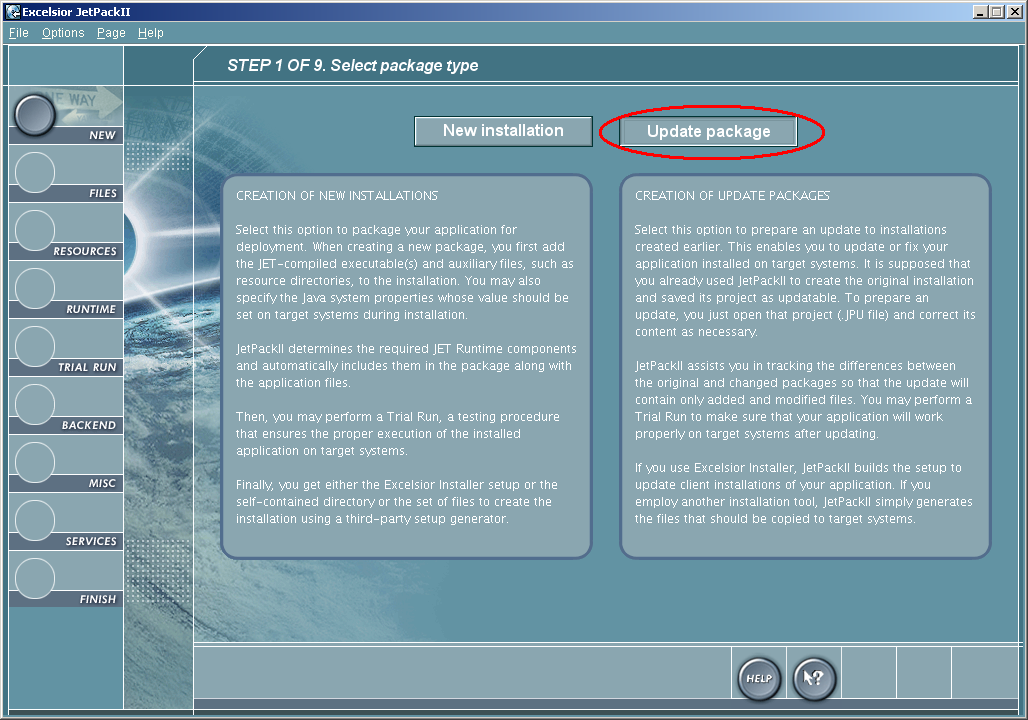 Excelsior JetPackII
File Options Page Help
STEP 1 OF 9. Select package type
ONE WAY
NEW
FILES
RESOURCES
RUNTIME
TRIAL RUN
BACKEND
MISC
SERVICES
FINISH
New installation
Update package
CREATION OF NEW INSTALLATIONS
Select this option to package your application for
deployment. When creating a new package, you first add
the JET-compiled executable(s) and auxiliary files, such as
resource directories, to the installation. You may also
specify the Java system properties whose value should be
set on target systems during installation.
JetPackII determines the required JET Runtime components
and automatically includes them in the package along with
the application files.
Then, you may perform a Trial Run, a testing procedure
that ensures the proper execution of the installed
application on target systems.
Finally, you get either the Excelsior Installer setup or the
self-contained directory or the set of files to create the
installation using a third-party setup generator.
CREATION OF UPDATE PACKAGES
Select this option to prepare an update to installations
created earlier. This enables you to update or fix your
application installed on target systems. It is supposed that
you already used JetPackII to create the original installation
and saved its project as updatable. To prepare an
update, you just open that project (.JPU file) and correct its
content as necessary.
JetPackII assists you in tracking the differences between
the original and changed packages so that the update will
contain only added and modified files. You may perform a
Trial Run to make sure that your application will work
properly on target systems after updating.
If you use Excelsior Installer, JetPackII builds the setup to
update client installations of your application. If you
employ another installation tool, JetPackII simply generates
the files that should be copied to target systems.
HELP
?